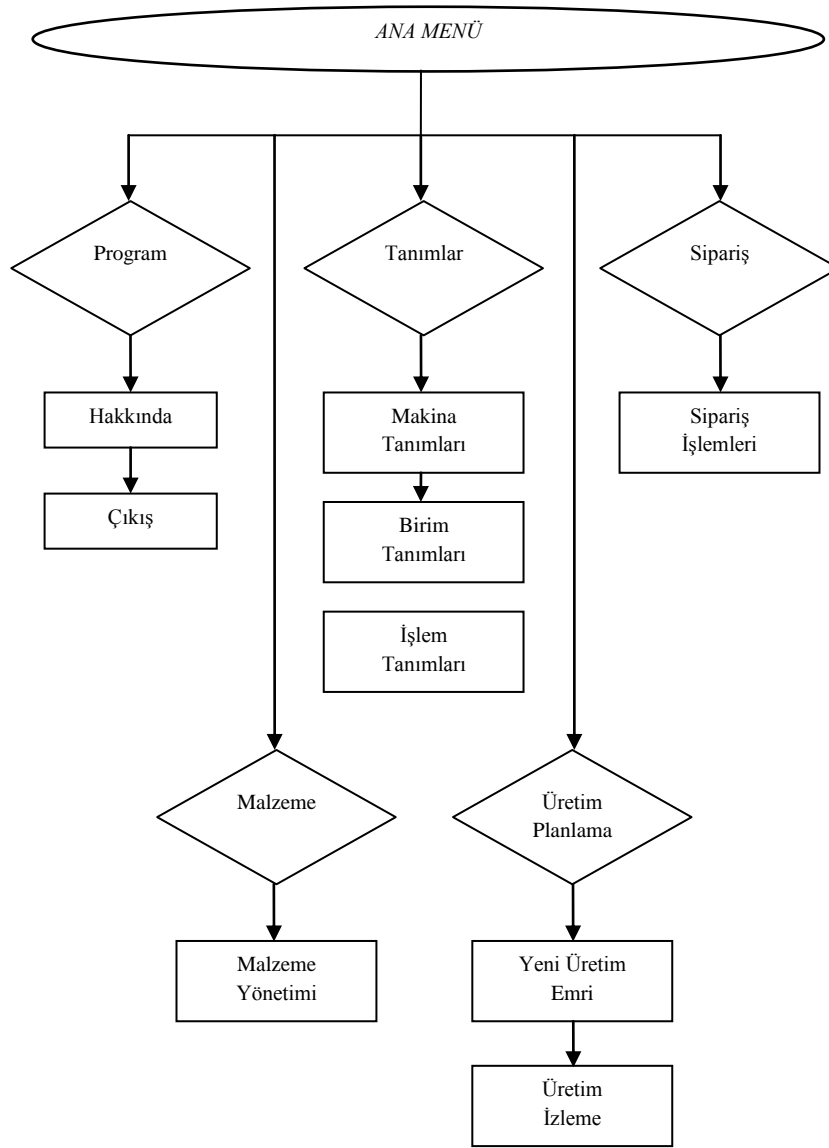 ANA MENÜ
Program
Tanımlar
Sipariş
Hakkında
Makina
Tanımları
Sipariş
İşlemleri
Çıkış
Birim
Tanımları
İşlem
Tanımları
Malzeme
Üretim
Planlama
Malzeme
Yönetimi
Yeni Üretim
Emri
Üretim
İzleme